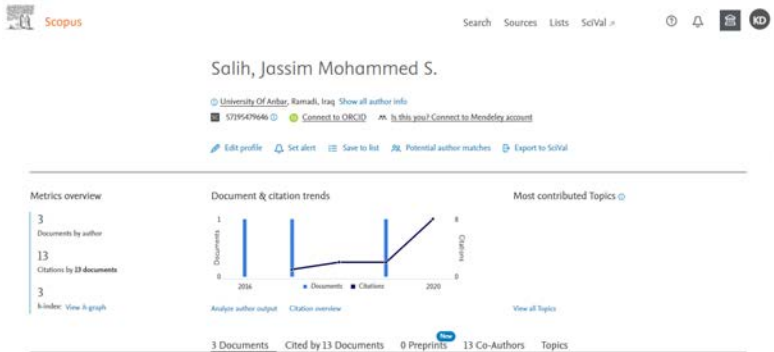 Scopus
Search Sources Lists SciVal
KD
Salih, Jassim Mohammed S.
University Of Anbar, Ramadi, Iraq Show all author info
SC 57195479646 Connect to ORCID Is this you? Connect to Mendeley account
Edit profile Set alert Save to list Potential author matches Export to SciVal
Metrics overview
3
Documents by author
13
Citations by 13 documents
3
h-index: View h-graph
Document & citation trends
1
0
Documents
8
0
Citations
2016
2020
Documents Citations
Analyze author output Citation overview
Most contributed Topics
View all Topics
New
3 Documents Cited by 13 Documents 0 Preprints 13 Co-Authors Topics